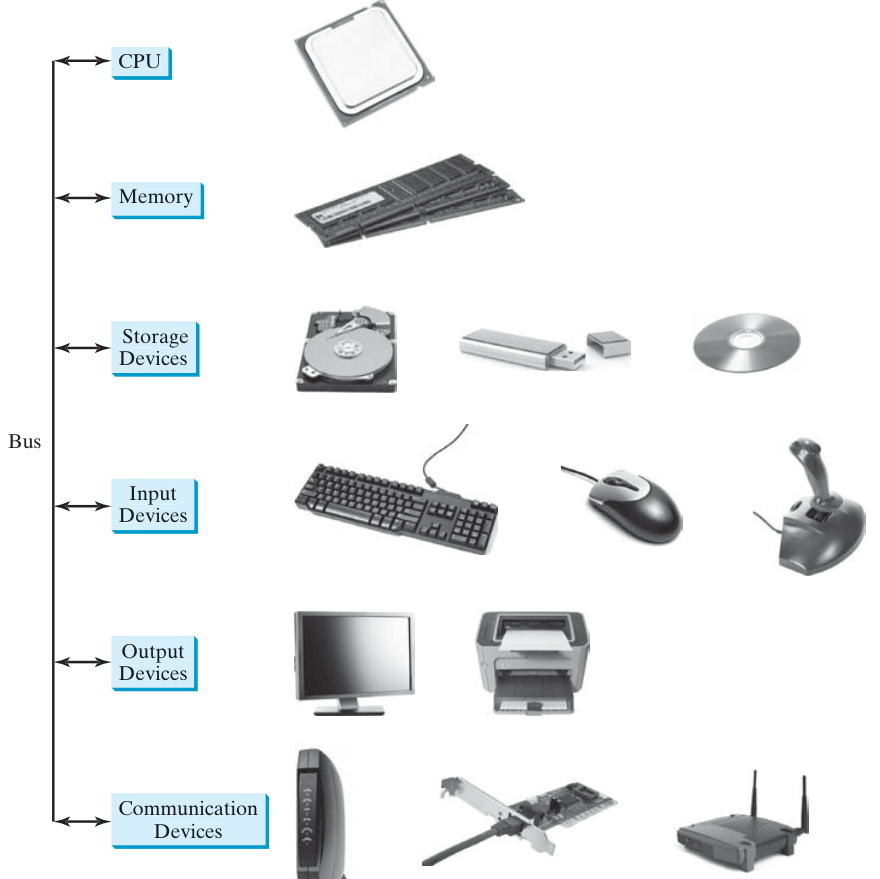 CPU
Memory
Storage
Devices
Bus
Input
Devices
Output
Devices
Communication
Devices